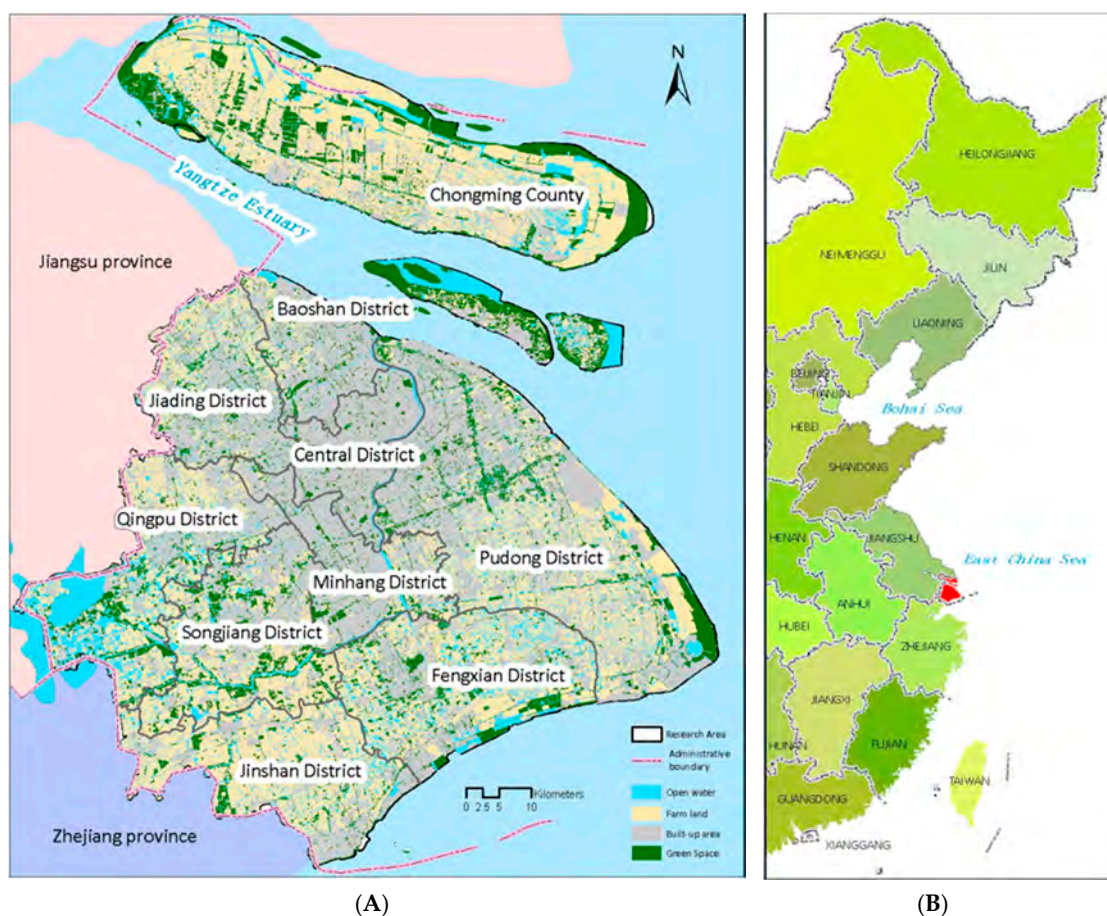 N
Chongming County
Yangtze Estuary
Jiangsu province
Baoshan District
Jiading District
Central District
Qingpu District
Pudong District
Minhang District
Songjiang District
Fengxian District
Jinshan District
Zhejiang province
Kilometers
0 2.5 5 10
Research Area
Administrative
boundary
Open water
Farm land
Built-up area
Green Space
(A)
HEILONGJIANG
NEIMENGGU
JILIN
LIAONING
BEIJING
TIANJIN
Bohai Sea
HEBEI
SHANDONG
HENAN
JIANGSHU
East China Sea
ANHUI
HUBEI
ZHEJIANG
JIANGXI
HUNAN
FUJIAN
TAIWAN
GUANGDONG
XIANGGANG
(B)